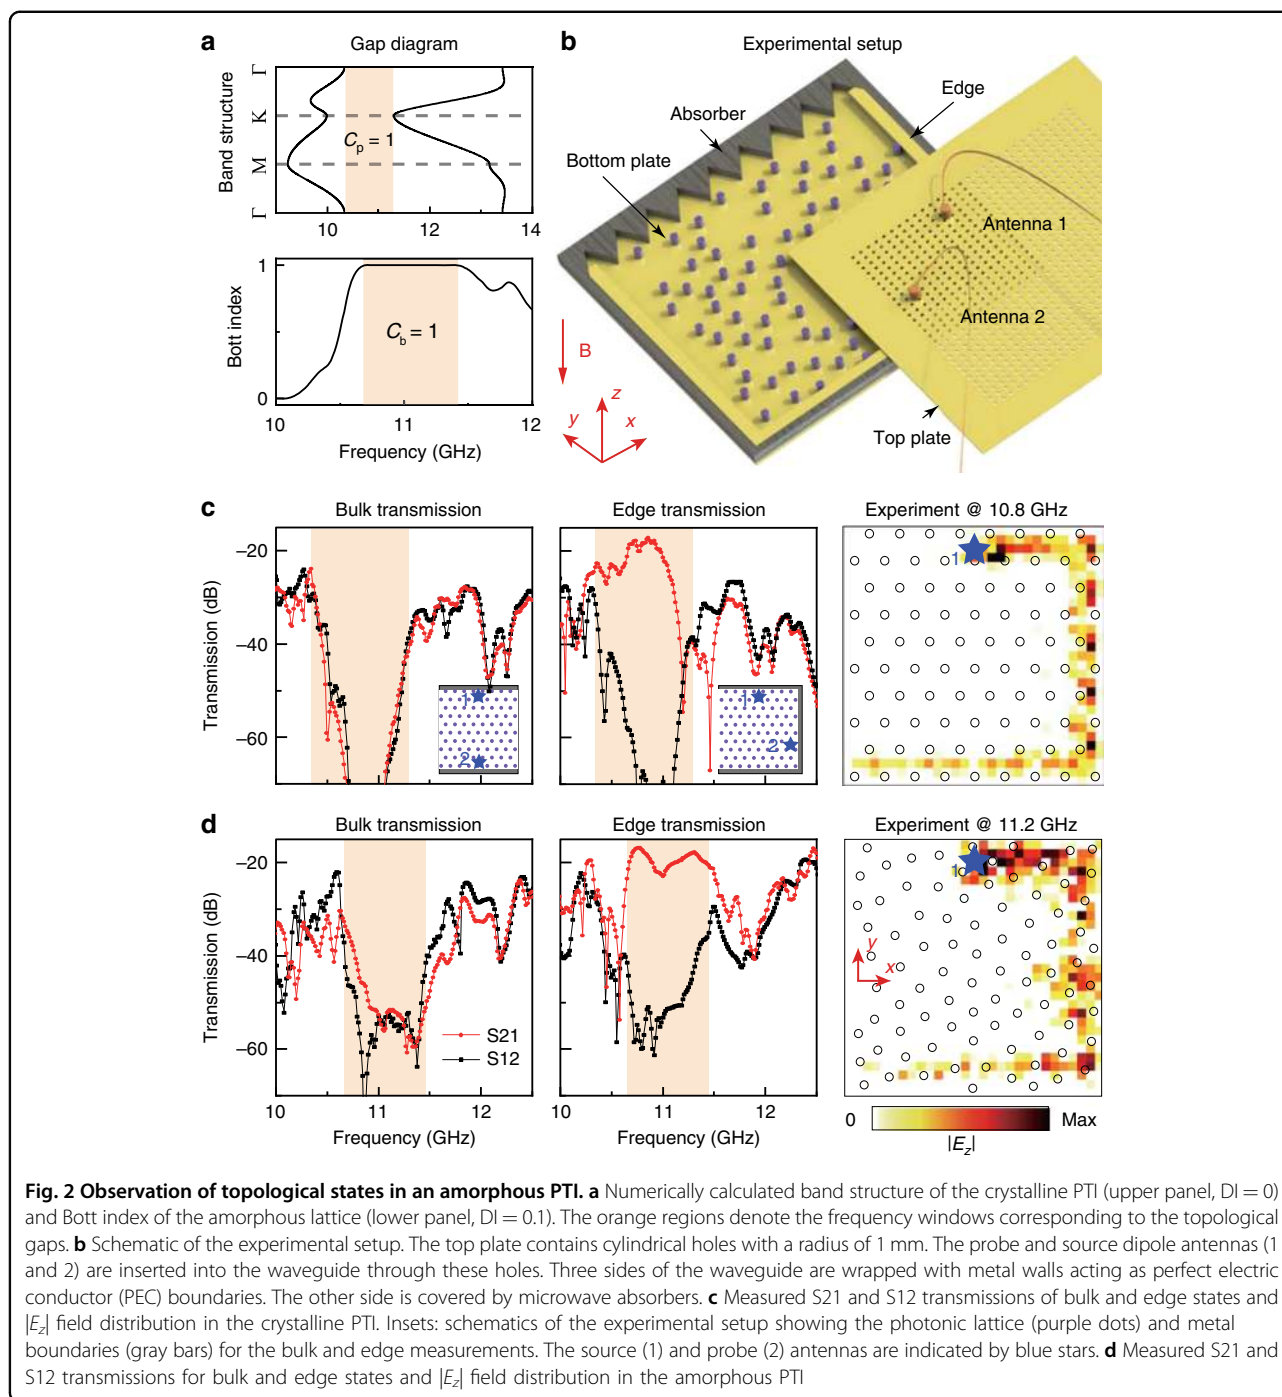 a
Gap diagram
Band structure
Γ
K
M
Γ
Cp = 1
10
12
14
Bott index
1
0
Cb = 1
10
11
12
Frequency (GHz)
b
Experimental setup
Edge
Absorber
Bottom plate
Antenna 1
Antenna 2
Top plate
B
z
y
x
c
Bulk transmission
Edge transmission
Experiment @ 10.8 GHz
Transmission (dB)
−20
−40
−60
1
2
1
2
1
d
Bulk transmission
Edge transmission
Experiment @ 11.2 GHz
Transmission (dB)
−20
−40
−60
S21
S12
10
11
12
Frequency (GHz)
10
11
12
Frequency (GHz)
1
y
x
0
Max
|Ez|
Fig. 2 Observation of topological states in an amorphous PTI. a Numerically calculated band structure of the crystalline PTI (upper panel, DI = 0)
and Bott index of the amorphous lattice (lower panel, DI = 0.1). The orange regions denote the frequency windows corresponding to the topological
gaps. b Schematic of the experimental setup. The top plate contains cylindrical holes with a radius of 1 mm. The probe and source dipole antennas (1
and 2) are inserted into the waveguide through these holes. Three sides of the waveguide are wrapped with metal walls acting as perfect electric
conductor (PEC) boundaries. The other side is covered by microwave absorbers. c Measured S21 and S12 transmissions of bulk and edge states and
|Ez| field distribution in the crystalline PTI. Insets: schematics of the experimental setup showing the photonic lattice (purple dots) and metal
boundaries (gray bars) for the bulk and edge measurements. The source (1) and probe (2) antennas are indicated by blue stars. d Measured S21 and
S12 transmissions for bulk and edge states and |Ez| field distribution in the amorphous PTI